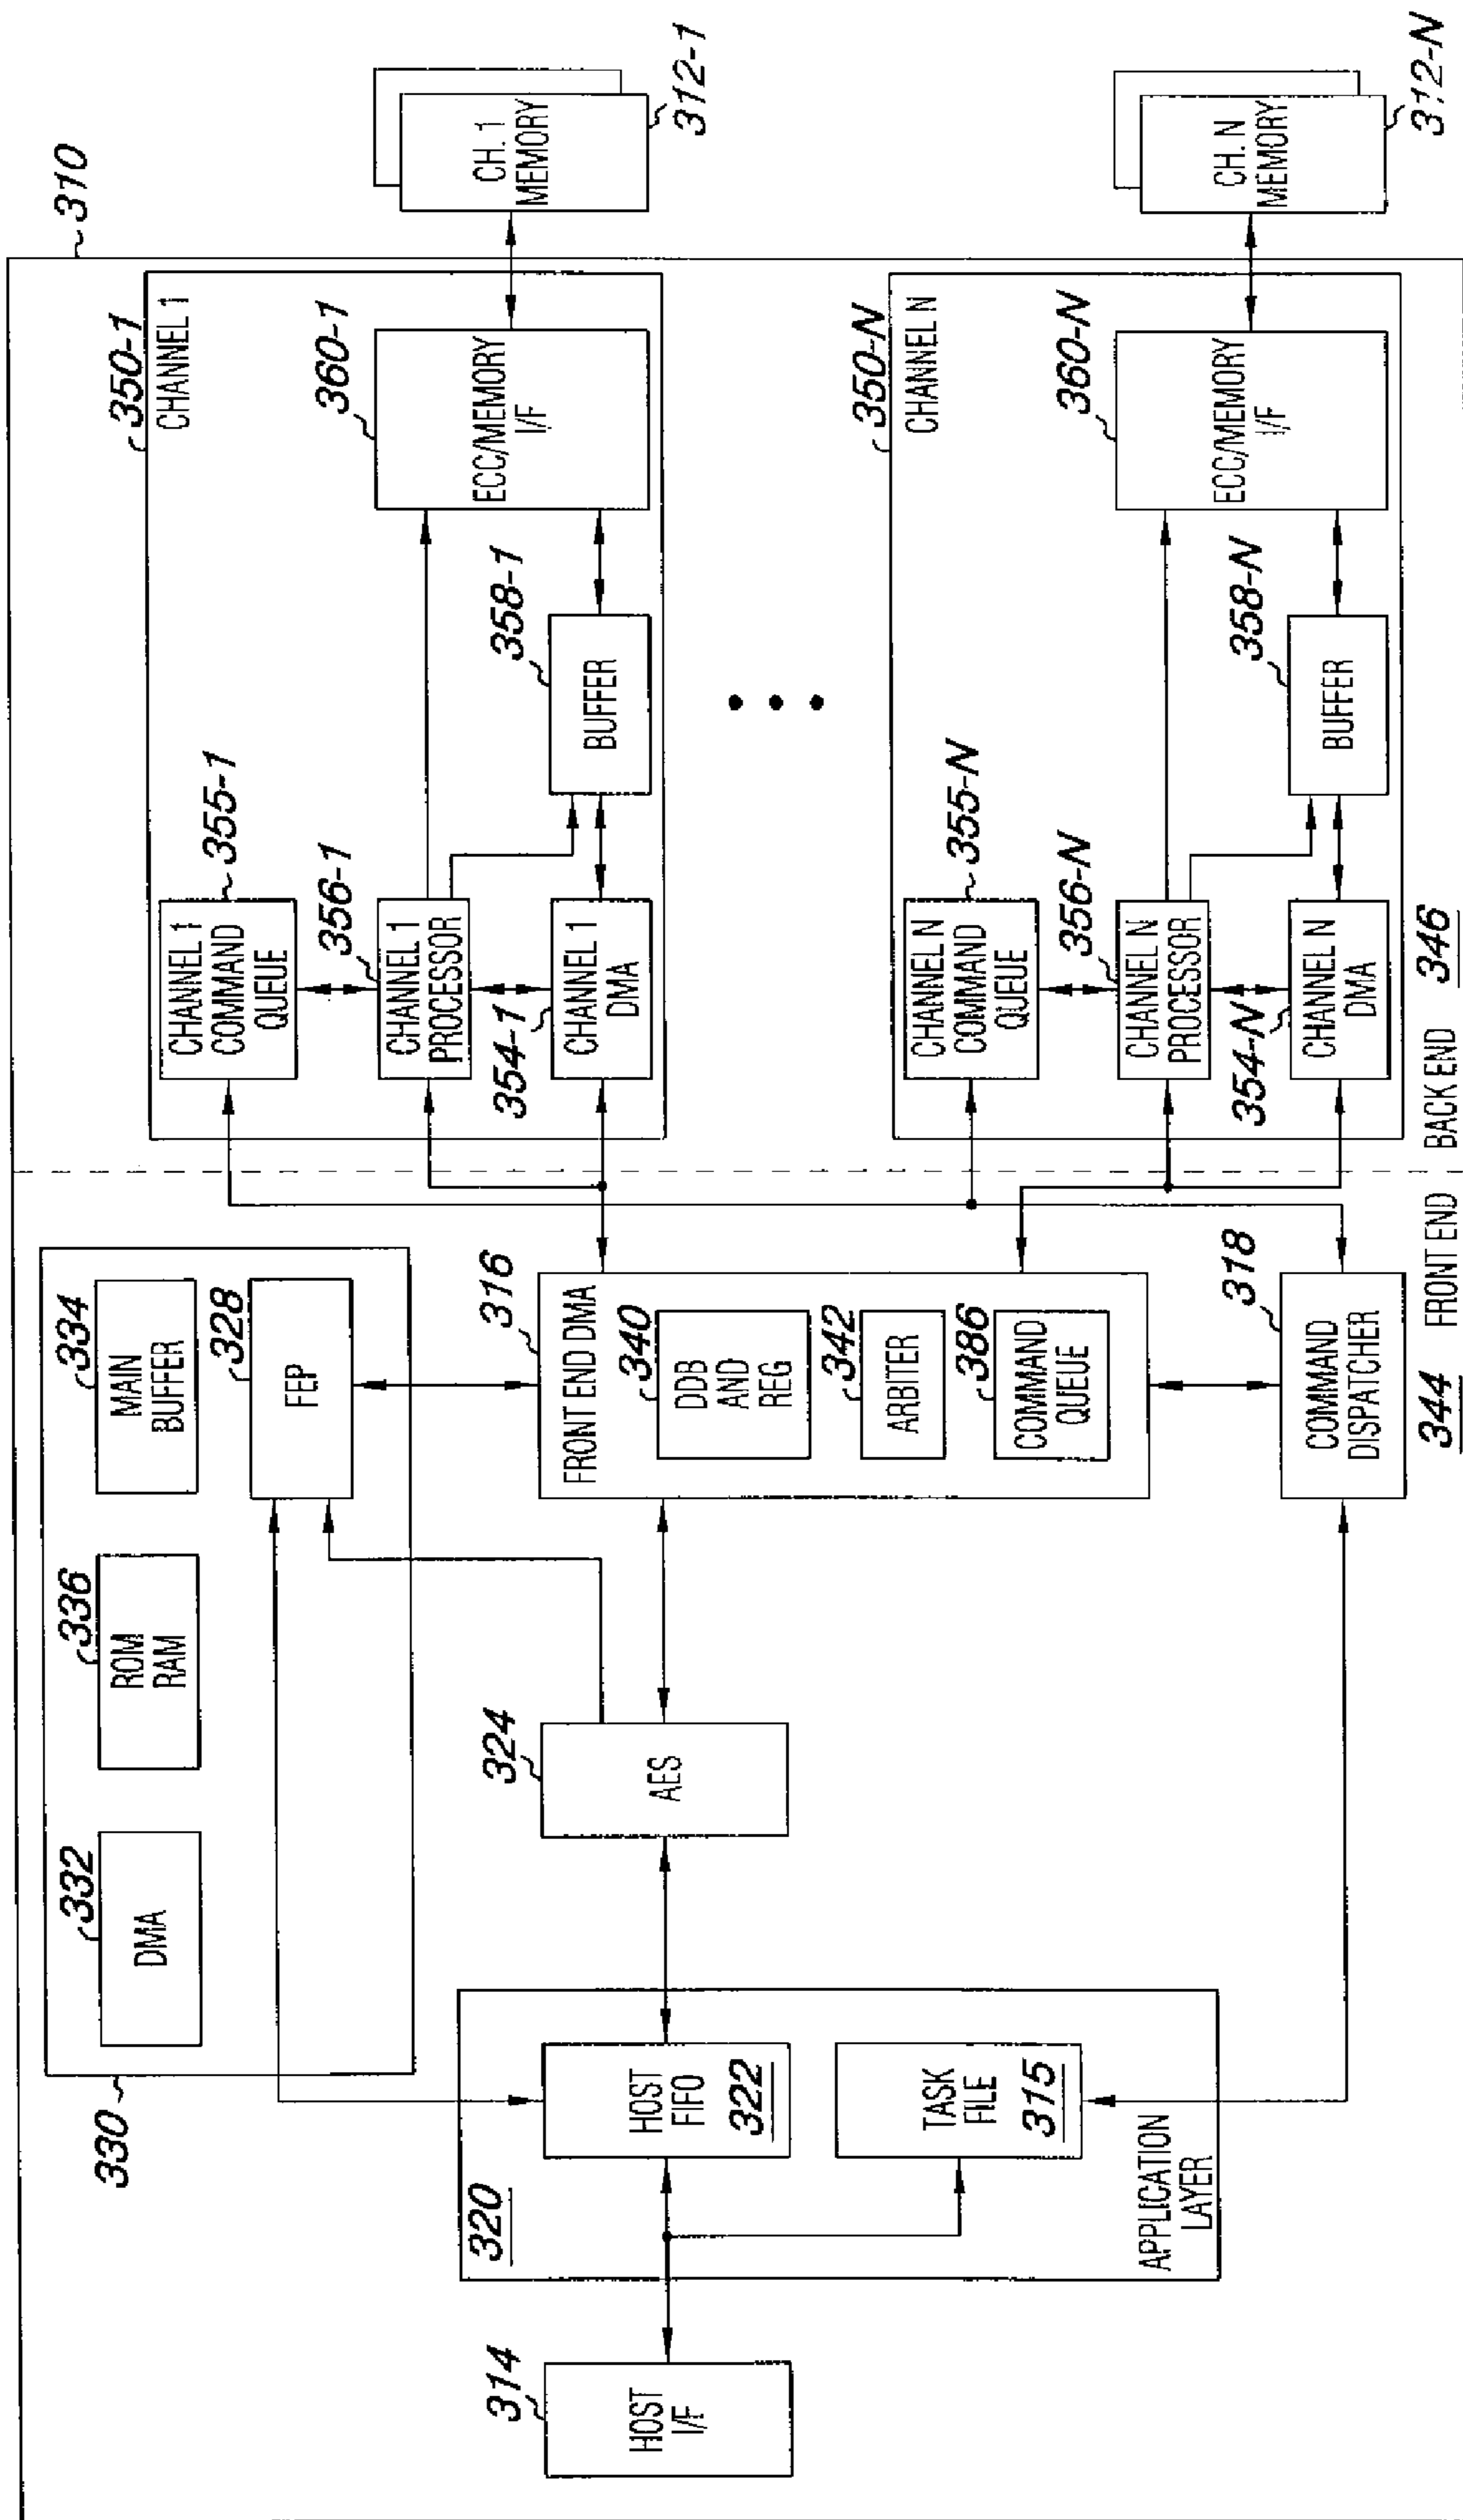 310
330
DMA
332
ROM
RAM
336
MAIN
BUFFER
334
FEP
328
HOST
I/F
314
320
HOST
FIFO
322
TASK
FILE
315
APPLICATION
LAYER
AES
324
FRONT END DMA
316
DDB
AND
REG
340
ARBITER
342
COMMAND
QUEUE
386
COMMAND
DISPATCHER
318
344
FRONT END
BACK END
346
350-1
CHANNEL 1
CHANNEL 1
COMMAND
QUEUE
355-1
CHANNEL 1
PROCESSOR
356-1
CHANNEL 1
DMA
354-1
BUFFER
358-1
ECC/MEMORY
I/F
360-1
CH. 1
MEMORY
312-1
350-N
CHANNEL N
CHANNEL N
COMMAND
QUEUE
355-N
CHANNEL N
PROCESSOR
356-N
CHANNEL N
DMA
354-N
BUFFER
358-N
ECC/MEMORY
I/F
360-N
CH. N
MEMORY
312-N